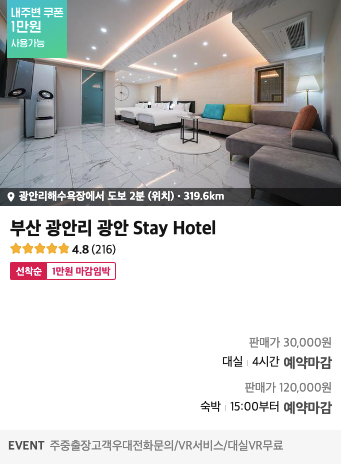 내주변 쿠폰
1만원
사용가능
광안리해수욕장에서 도보 2분 (위치) · 319.6km
부산 광안리 광안 Stay Hotel
4.8 (216)
선착순 1만원 마감임박
판매가 30,000원
대실 | 4시간 예약마감
판매가 120,000원
숙박 | 15:00부터 예약마감
EVENT 주중출장고객우대전화문의/VR서비스/대실VR무료